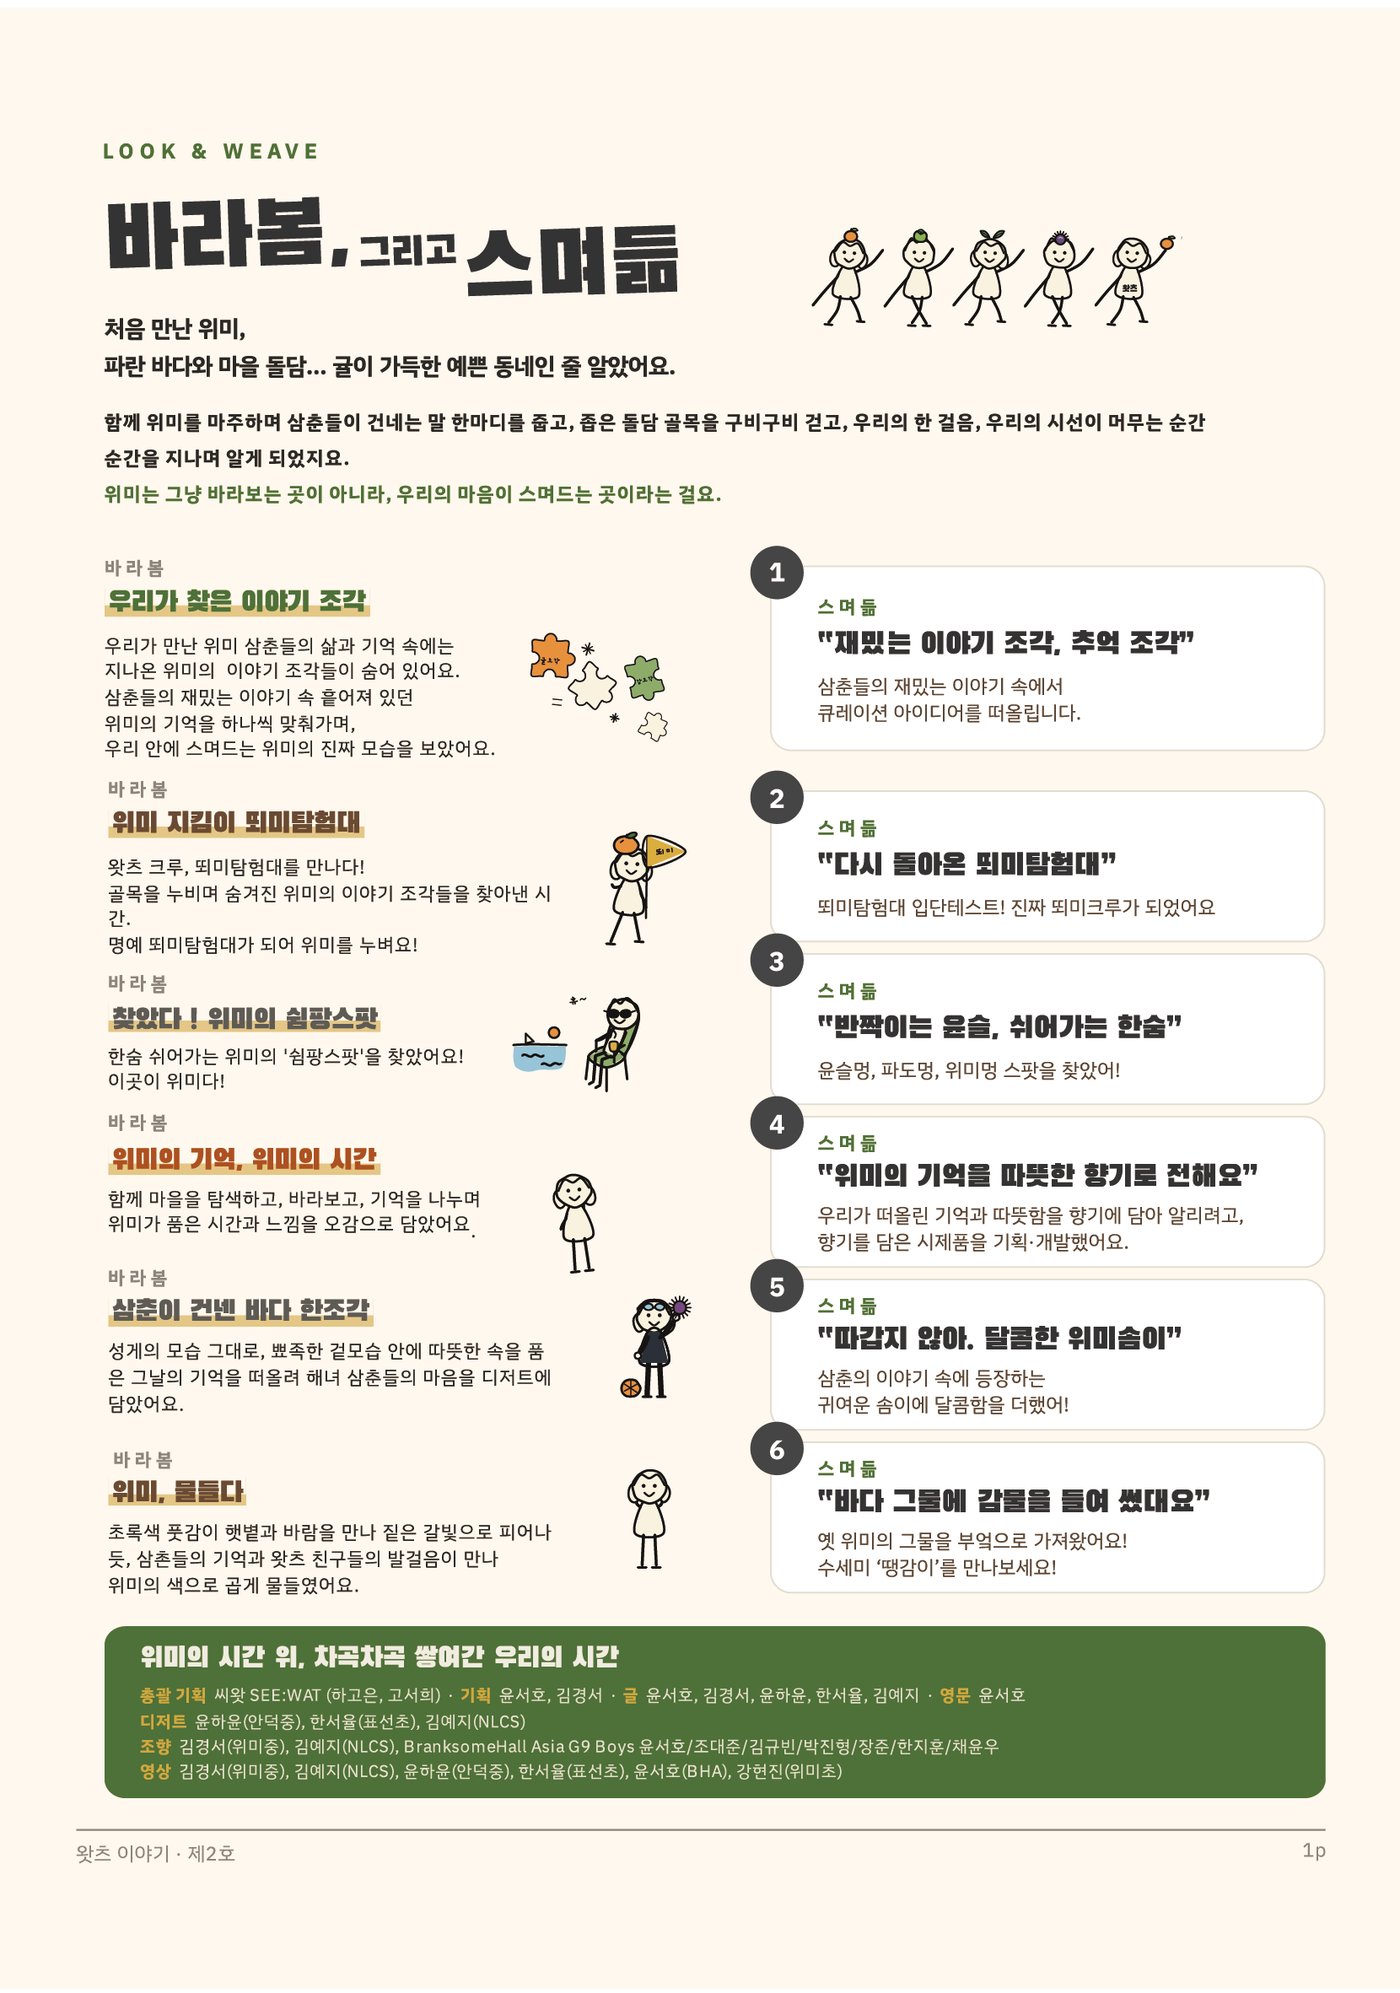 LOOK & WEAVE
바라봄, 그리고 스며듦
왓츠
처음 만난 위미,
파란 바다와 마을 돌담... 귤이 가득한 예쁜 동네인 줄 알았어요.
함께 위미를 마주하며 삼춘들이 건네는 말 한마디를 줍고, 좁은 돌담 골목을 구비구비 걷고, 우리의 한 걸음, 우리의 시선이 머무는 순간
순간을 지나며 알게 되었지요.
위미는 그냥 바라보는 곳이 아니라, 우리의 마음이 스며드는 곳이라는 걸요.
바라봄
우리가 찾은 이야기 조각
우리가 만난 위미 삼춘들의 삶과 기억 속에는
지나온 위미의 이야기 조각들이 숨어 있어요.
삼춘들의 재밌는 이야기 속 흩어져 있던
위미의 기억을 하나씩 맞춰가며,
우리 안에 스며드는 위미의 진짜 모습을 보았어요.
1
스며듦
"재밌는 이야기 조각, 추억 조각"
삼춘들의 재밌는 이야기 속에서
큐레이션 아이디어를 떠올립니다.
바라봄
위미 지킴이 뙤미탐험대
왓츠 크루, 뙤미탐험대를 만나다!
골목을 누비며 숨겨진 위미의 이야기 조각들을 찾아낸 시
간.
명예 뙤미탐험대가 되어 위미를 누벼요!
뙤미
2
스며듦
"다시 돌아온 뙤미탐험대"
뙤미탐험대 입단테스트! 진짜 뙤미크루가 되었어요
바라봄
찾았다 ! 위미의 쉼팡스팟
한숨 쉬어가는 위미의 '쉼팡스팟'을 찾았어요!
이곳이 위미다!
3
스며듦
"반짝이는 윤슬, 쉬어가는 한숨"
윤슬멍, 파도멍, 위미멍 스팟을 찾았어!
바라봄
위미의 기억, 위미의 시간
함께 마을을 탐색하고, 바라보고, 기억을 나누며
위미가 품은 시간과 느낌을 오감으로 담았어요.
4
스며듦
"위미의 기억을 따뜻한 향기로 전해요"
우리가 떠올린 기억과 따뜻함을 향기에 담아 알리려고,
향기를 담은 시제품을 기획·개발했어요.
바라봄
삼춘이 건넨 바다 한조각
성게의 모습 그대로, 뾰족한 겉모습 안에 따뜻한 속을 품
은 그날의 기억을 떠올려 해녀 삼춘들의 마음을 디저트에
담았어요.
5
스며듦
"따갑지 않아. 달콤한 위미솜이"
삼춘의 이야기 속에 등장하는
귀여운 솜이에 달콤함을 더했어!
바라봄
위미, 물들다
초록색 풋감이 햇볕과 바람을 만나 짙은 갈빛으로 피어나
듯, 삼촌들의 기억과 왓츠 친구들의 발걸음이 만나
위미의 색으로 곱게 물들였어요.
6
스며듦
"바다 그물에 감물을 들여 썼대요"
옛 위미의 그물을 부엌으로 가져왔어요!
수세미 ‘땡감이’를 만나보세요!
위미의 시간 위, 차곡차곡 쌓여간 우리의 시간
총괄 기획 씨왓 SEE:WAT (하고은, 고서희) · 기획 윤서호, 김경서 · 글 윤서호, 김경서, 윤하윤, 한서율, 김예지 · 영문 윤서호
디저트 윤하윤(안덕중), 한서율(표선초), 김예지(NLCS)
조향 김경서(위미중), 김예지(NLCS), BranksomeHall Asia G9 Boys 윤서호/조대준/김규빈/박진형/장준/한지훈/채윤우
영상 김경서(위미중), 김예지(NLCS), 윤하윤(안덕중), 한서율(표선초), 윤서호(BHA), 강현진(위미초)
왓츠 이야기 · 제2호
1p